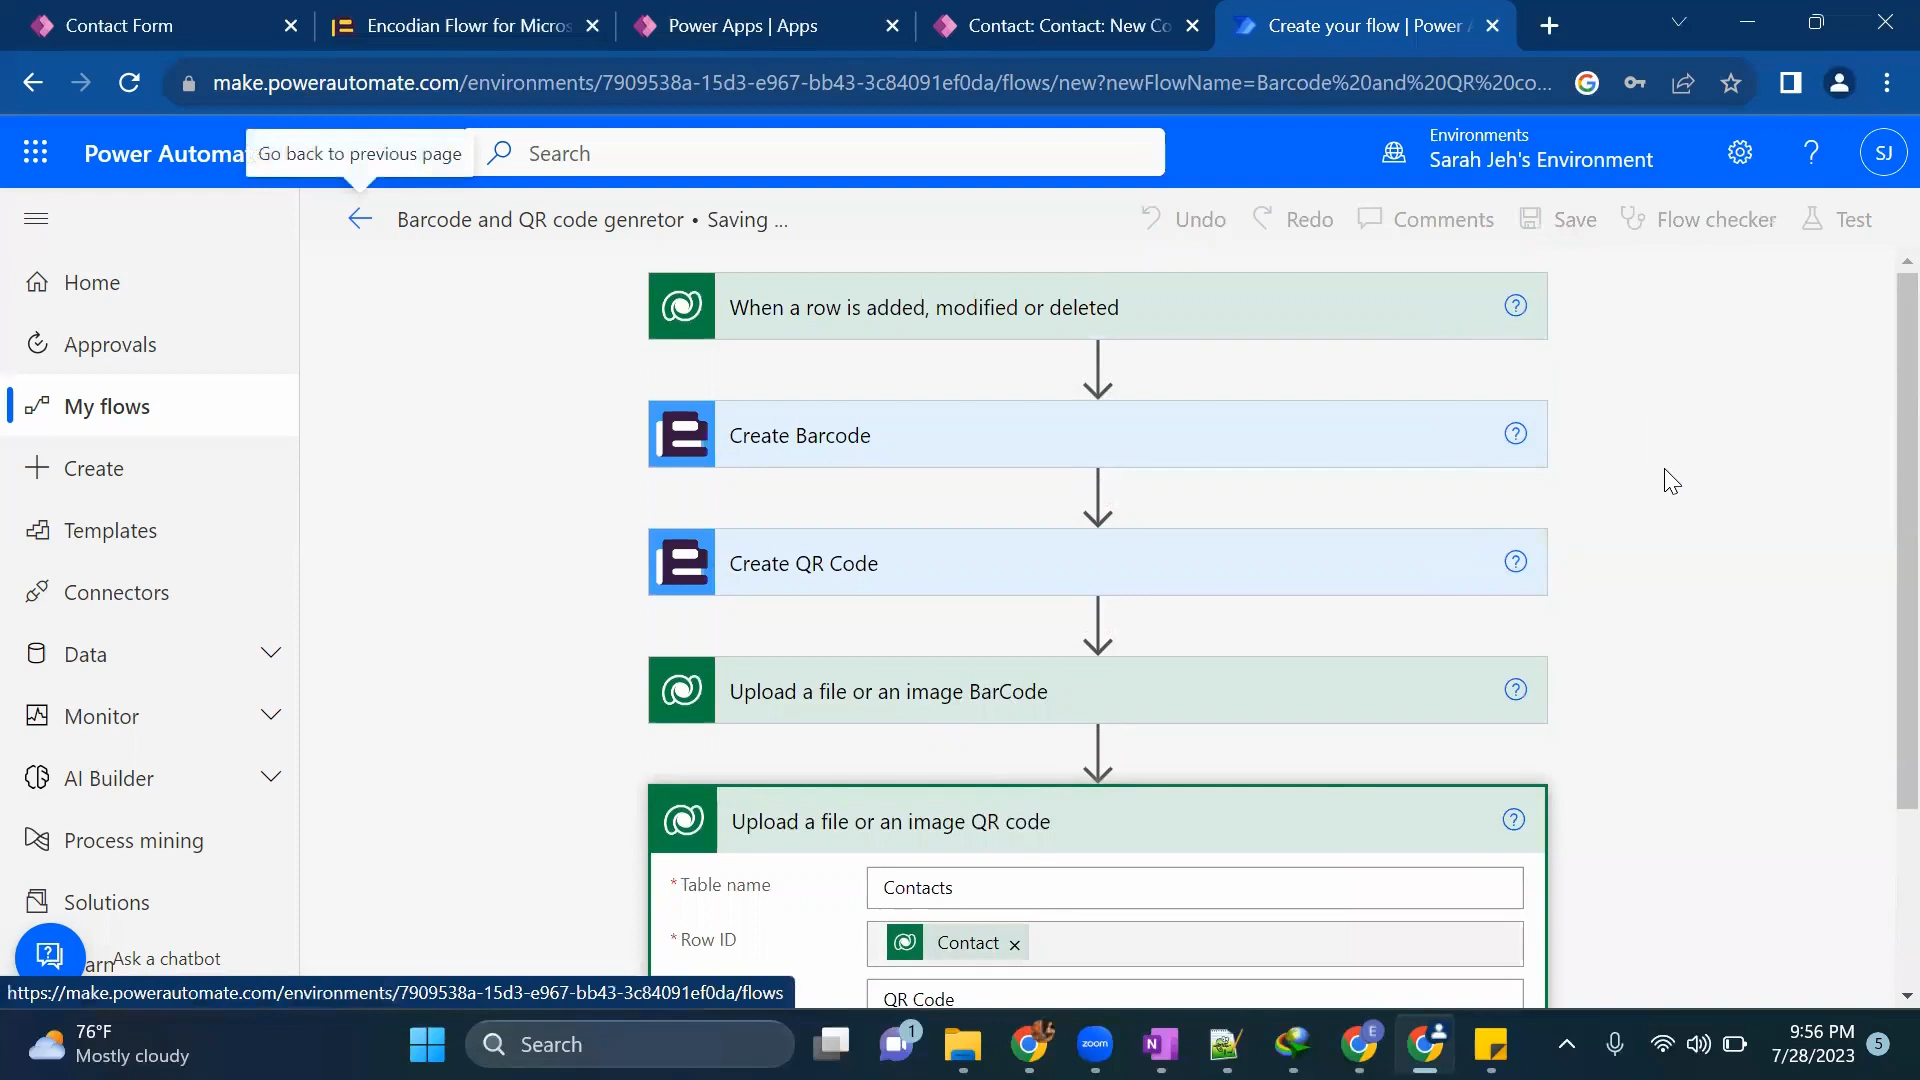 Contact Form
Encodian Flowr for Micros
Power Apps | Apps
Contact: Contact: New Co
Create your flow | Power A
make.powerautomate.com/environments/7909538a-15d3-e967-bb43-3c84091ef0da/flows/new?newFlowName=Barcode%20and%20QR%20co...
Power Automa
Go back to previous page
Search
Environments
Sarah Jeh's Environment
SJ
Barcode and QR code genretor • Saving ...
Undo
Redo
Comments
Save
Flow checker
Test
Home
Approvals
My flows
Create
Templates
Connectors
Data
Monitor
AI Builder
Process mining
Solutions
arn
Ask a chatbot
When a row is added, modified or deleted
Create Barcode
Create QR Code
Upload a file or an image BarCode
Upload a file or an image QR code
* Table name
Contacts
* Row ID
Contact
QR Code
https://make.powerautomate.com/environments/7909538a-15d3-e967-bb43-3c84091ef0da/flows
76°F
Mostly cloudy
Search
1
zoom
E
9:56 PM
7/28/2023
5